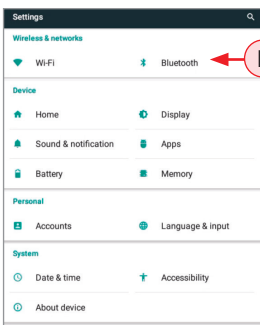 Settings
Wireless & networks
Wi-Fi Bluetooth
Device
Home Display
Sound & notification Apps
Battery Memory
Personal
Accounts Language & input
System
Date & time Accessibility
About device